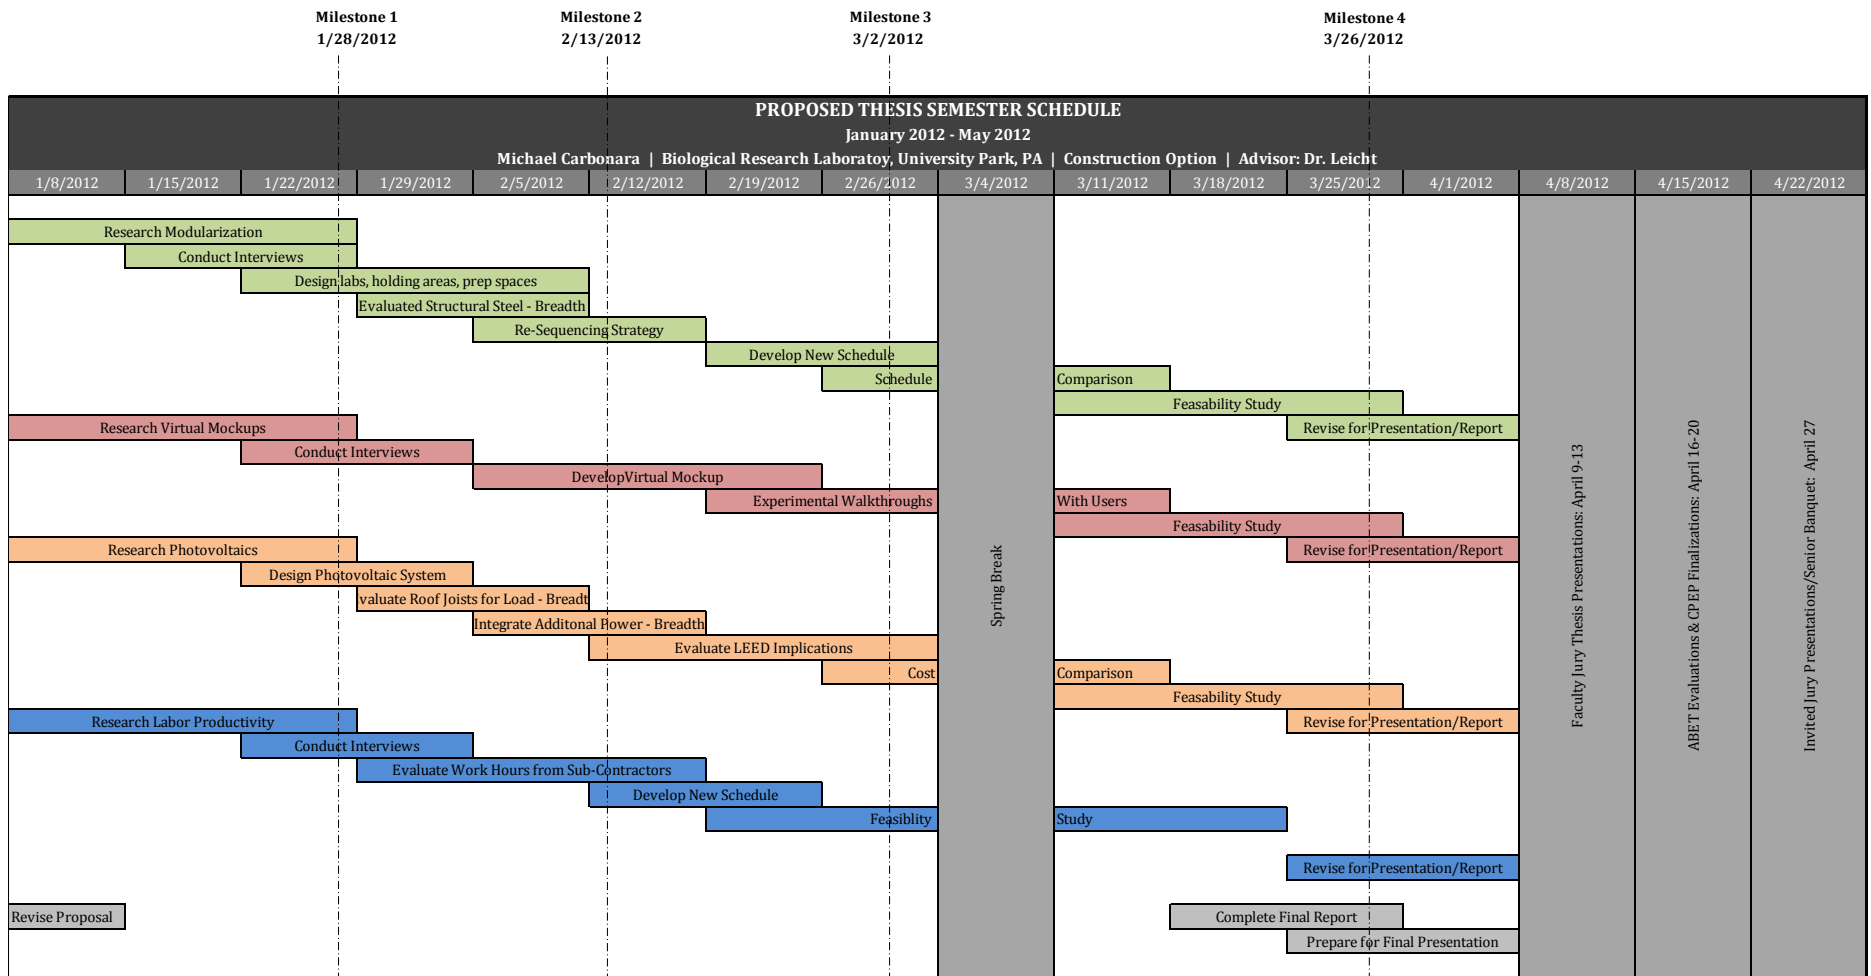 Milestone 1
1/28/2012
Milestone 2
2/13/2012
Milestone 3
3/2/2012
Milestone 4
3/26/2012
PROPOSED THESIS SEMESTER SCHEDULE
January 2012 - May 2012
Michael Carbonara | Biological Research Laboratoy, University Park, PA | Construction Option | Advisor: Dr. Leicht
1/8/2012 1/15/2012 1/22/2012 1/29/2012 2/5/2012 2/12/2012 2/19/2012 2/26/2012 3/4/2012 3/11/2012 3/18/2012 3/25/2012 4/1/2012 4/8/2012 4/15/2012 4/22/2012
Research Modularization
Conduct Interviews
Design labs, holding areas, prep spaces
Evaluated Structural Steel - Breadth
Re-Sequencing Strategy
Develop New Schedule
Schedule Comparison
Feasability Study
Research Virtual Mockups Revise for Presentation/Report
Conduct Interviews
DevelopVirtual Mockup
Experimental Walkthroughs With Users
Feasability Study
Research Photovoltaics Revise for Presentation/Report
Design Photovoltaic System
valuate Roof Joists for Load - Breadt
Integrate Additonal Power - Breadth
Evaluate LEED Implications
Cost Comparison
Feasability Study
Research Labor Productivity Revise for Presentation/Report
Conduct Interviews
Evaluate Work Hours from Sub-Contractors
Develop New Schedule
Feasiblity Study
Revise for Presentation/Report
Revise Proposal Complete Final Report
Prepare for Final Presentation
Spring Break
Faculty Jury Thesis Presentations: April 9-13
ABET Evaluations & CPEP Finalizations: April 16-20
Invited Jury Presentations/Senior Banquet: April 27